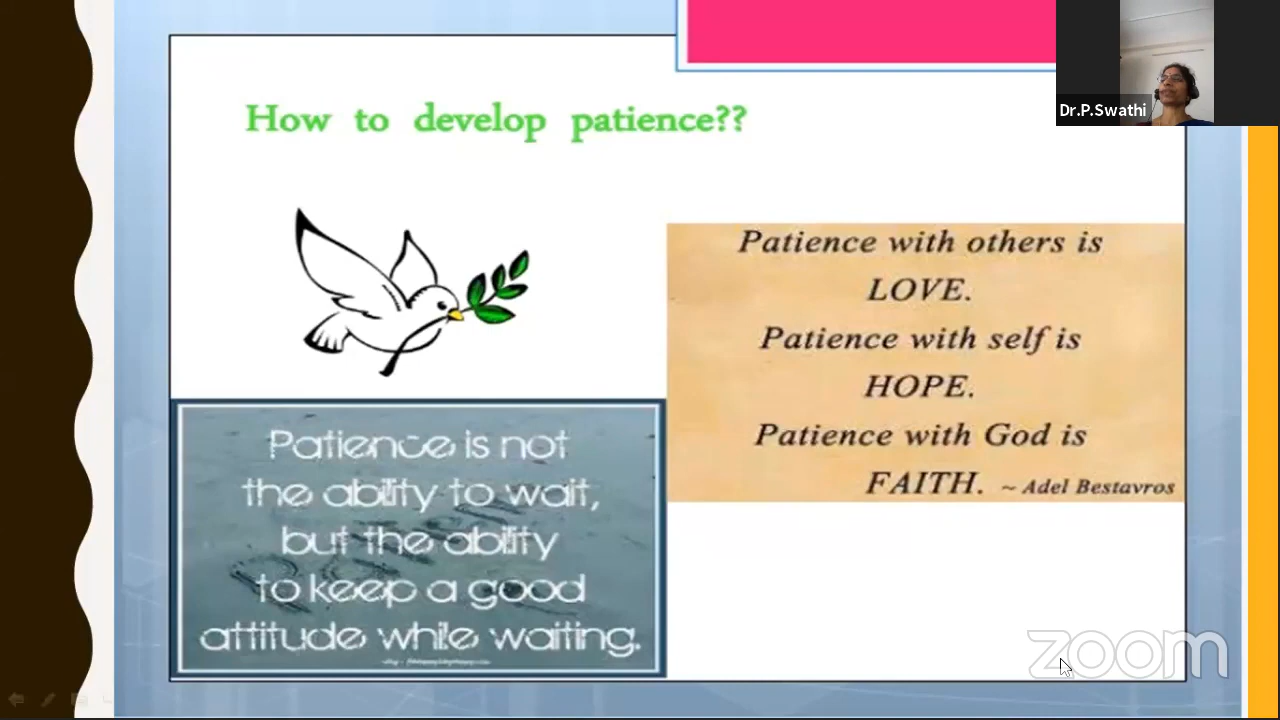 How to develop patience??
Dr.P.Swathi
Patience with others is
LOVE.
Patience with self is
HOPE.
Patience with God is
FAITH. ~ Adel Bestavros
Patience is not
the ability to wait,
but the ability
to keep a good
attitude while waiting.
zoom